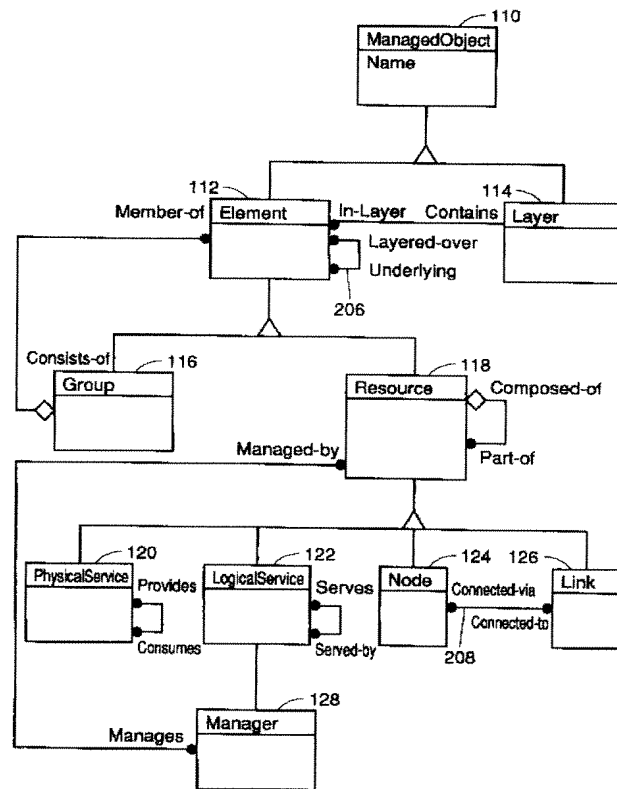 110
ManagedObject
Name
112
114
Member-of
Element
In-Layer
Contains
Layer
Layered-over
Underlying
206
Consists-of
116
118
Group
Resource
Composed-of
Managed-by
Part-of
120
122
124
126
PhysicalService
Provides
LogicalService
Serves
Node
Connected-via
Link
Consumes
Served-by
Connected-to
208
128
Manager
Manages